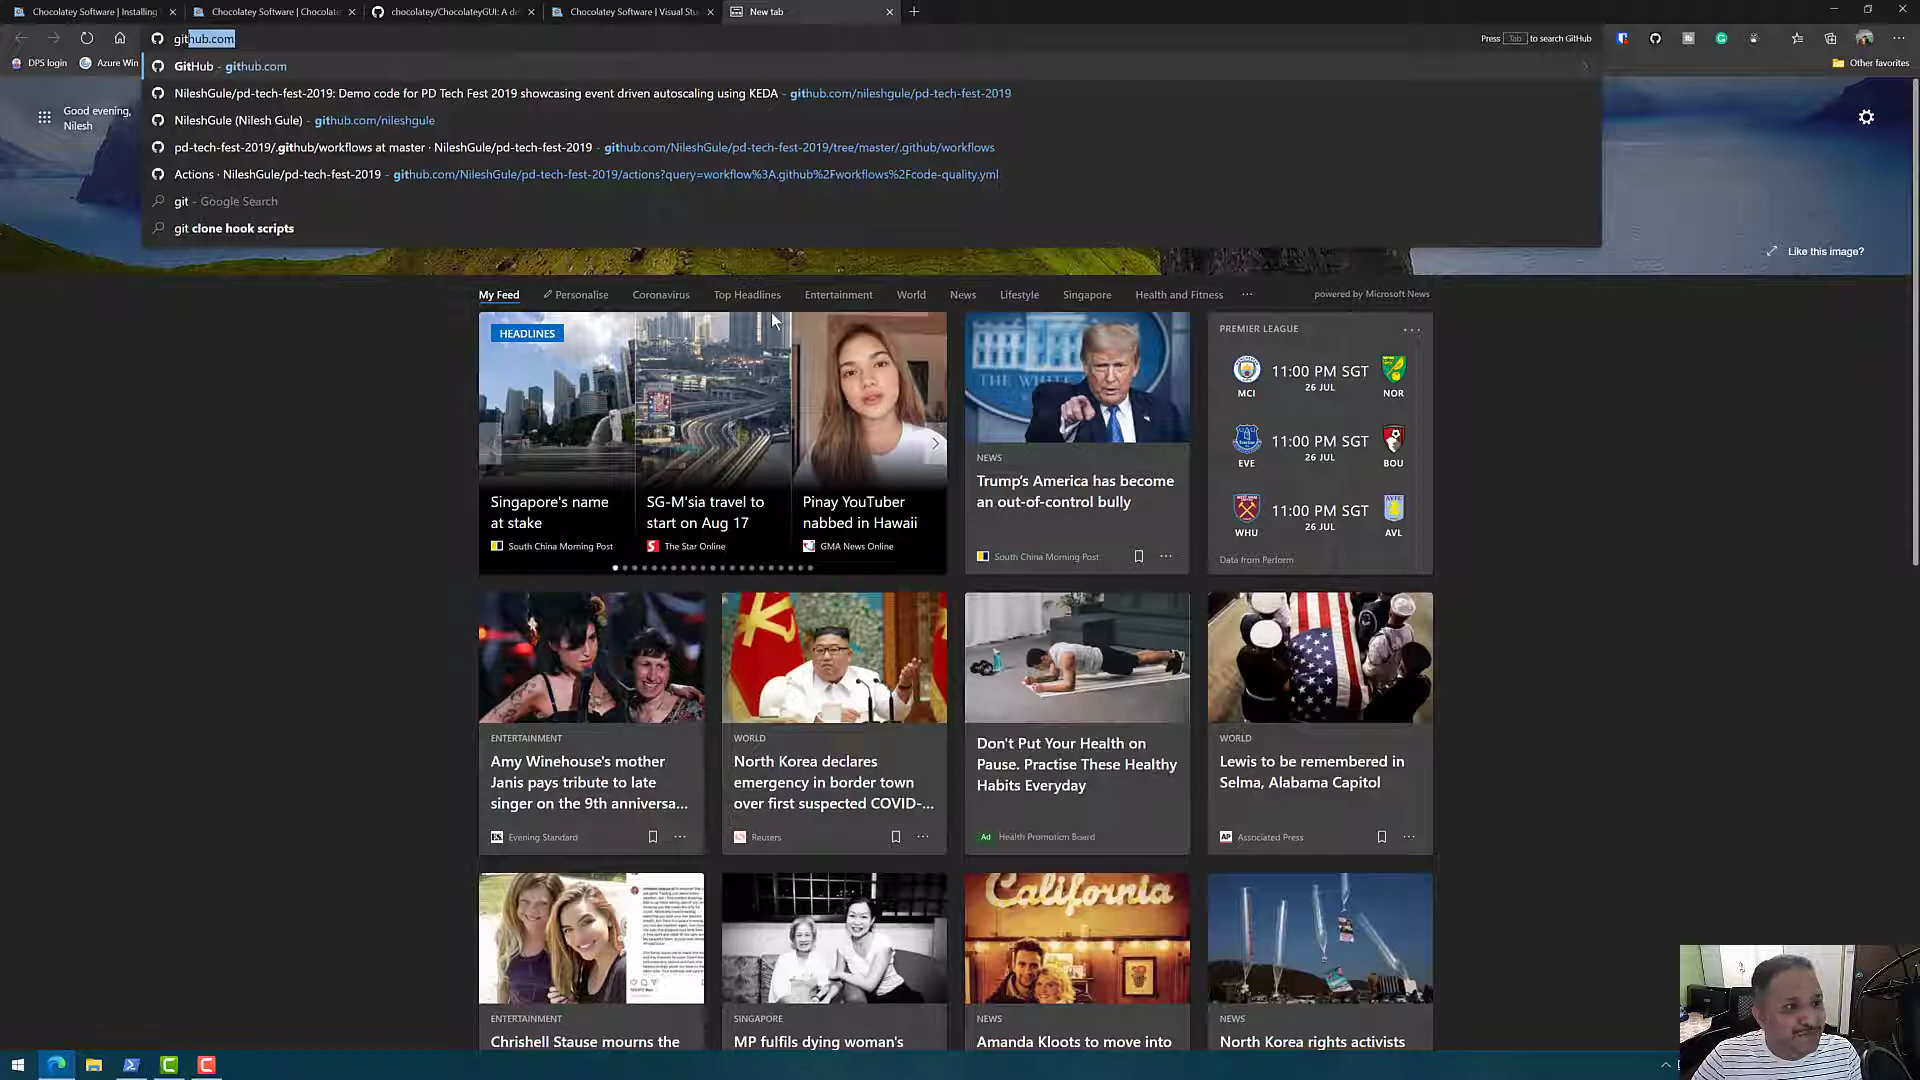 Chocolatey Software | Installing
Chocolatey Software | Chocolate
chocolatey/ChocolateyGUI: A de
Chocolatey Software | Visual Stu
New tab
github.com
Press Tab to search GitHub
DPS login
Azure Win
Other favorites
GitHub - github.com
NileshGule/pd-tech-fest-2019: Demo code for PD Tech Fest 2019 showcasing event driven autoscaling using KEDA - github.com/nileshgule/pd-tech-fest-2019
NileshGule (Nilesh Gule) - github.com/nileshgule
pd-tech-fest-2019/.github/workflows at master · NileshGule/pd-tech-fest-2019 - github.com/NileshGule/pd-tech-fest-2019/tree/master/.github/workflows
Actions · NileshGule/pd-tech-fest-2019 - github.com/NileshGule/pd-tech-fest-2019/actions?query=workflow%3A.github%2Fworkflows%2Fcode-quality.yml
git - Google Search
git clone hook scripts
Good evening,
Nilesh
Like this image?
My Feed
Personalise
Coronavirus
Top Headlines
Entertainment
World
News
Lifestyle
Singapore
Health and Fitness
powered by Microsoft News
HEADLINES
Singapore's name
at stake
South China Morning Post
SG-M'sia travel to
start on Aug 17
The Star Online
Pinay YouTuber
nabbed in Hawaii
GMA News Online
THE WH
NEWS
Trump's America has become
an out-of-control bully
South China Morning Post
PREMIER LEAGUE
11:00 PM SGT
26 JUL
MCI
NOR
11:00 PM SGT
26 JUL
EVE
BOU
11:00 PM SGT
26 JUL
WHU
AVL
Data from Perform
ENTERTAINMENT
Amy Winehouse's mother
Janis pays tribute to late
singer on the 9th anniversa...
Evening Standard
WORLD
North Korea declares
emergency in border town
over first suspected COVID-...
Reuters
Don't Put Your Health on
Pause. Practise These Healthy
Habits Everyday
Ad
Health Promotion Board
WORLD
Lewis to be remembered in
Selma, Alabama Capitol
AP
Associated Press
ENTERTAINMENT
Chrishell Stause mourns the
SINGAPORE
MP fulfils dying woman's
California
NEWS
Amanda Kloots to move into
NEWS
North Korea rights activists